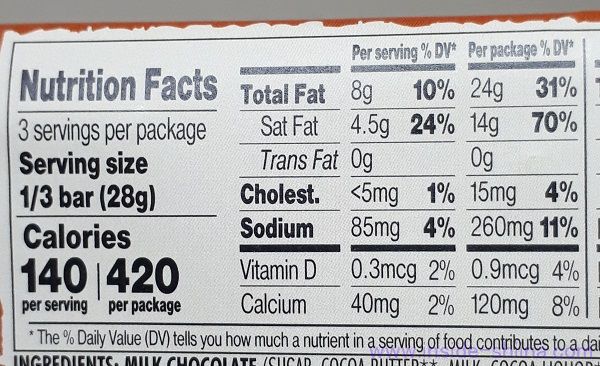 Per serving % DV* Per package % DV*
Nutrition Facts
3 servings per package
Serving size
1/3 bar (28g)
Calories
140 | 420
per serving per package
Total Fat 8g 10% 24g 31%
Sat Fat 4.5g 24% 14g 70%
Trans Fat 0g 0g
Cholest. <5mg 1% 15mg 4%
Sodium 85mg 4% 260mg 11%
Vitamin D 0.3mcg 2% 0.9mcg 4%
Calcium 40mg 2% 120mg 8%
* The % Daily Value (DV) tells you how much a nutrient in a serving of food contributes to a dai
INGREDIENTS: MILK CHOCOLATE (SUGAR, COCOA BUTTER**, MILK, COCOA LIQUOR